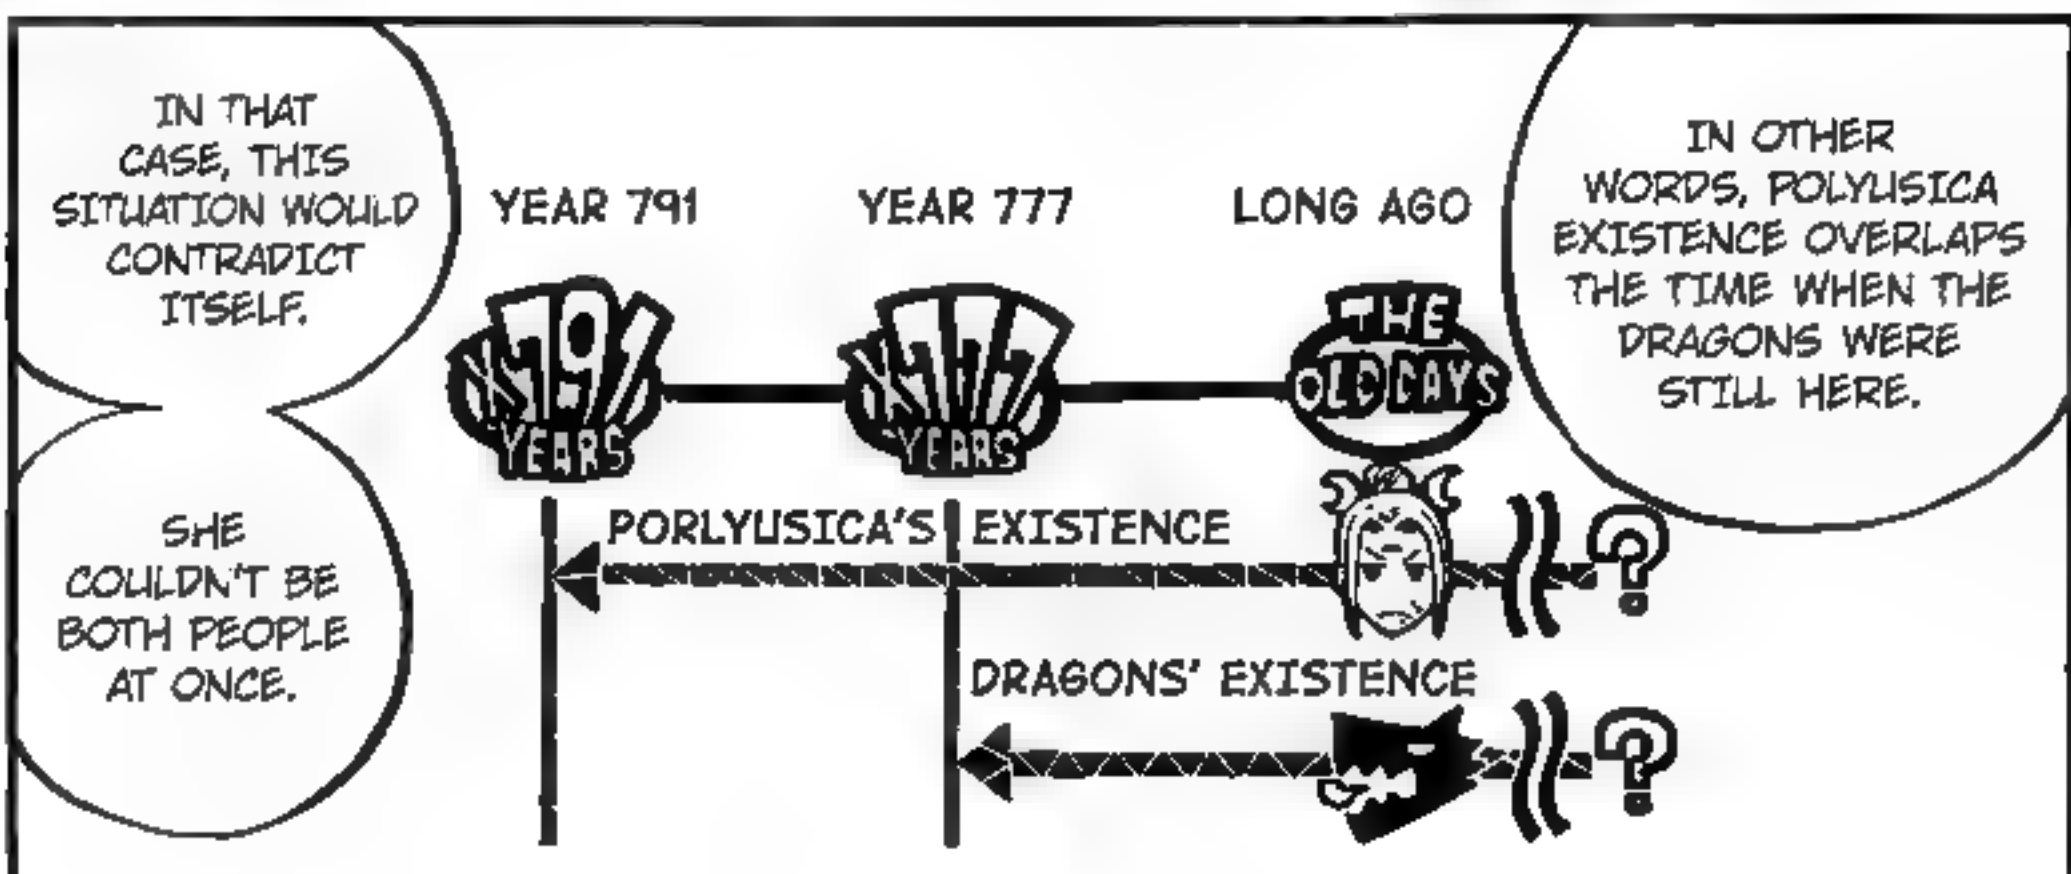 IN OTHER
WORDS, POLYUSICA
EXISTENCE OVERLAPS
THE TIME WHEN THE
DRAGONS WERE
STILL HERE.
LONG AGO
YEAR 777
YEAR 791
THE
OLD DAYS
X777
YEARS
X791
YEARS
PORLYUSICA'S EXISTENCE
?
DRAGONS' EXISTENCE
?
IN THAT
CASE, THIS
SITUATION WOULD
CONTRADICT
ITSELF.
SHE
COULDN'T BE
BOTH PEOPLE
AT ONCE.